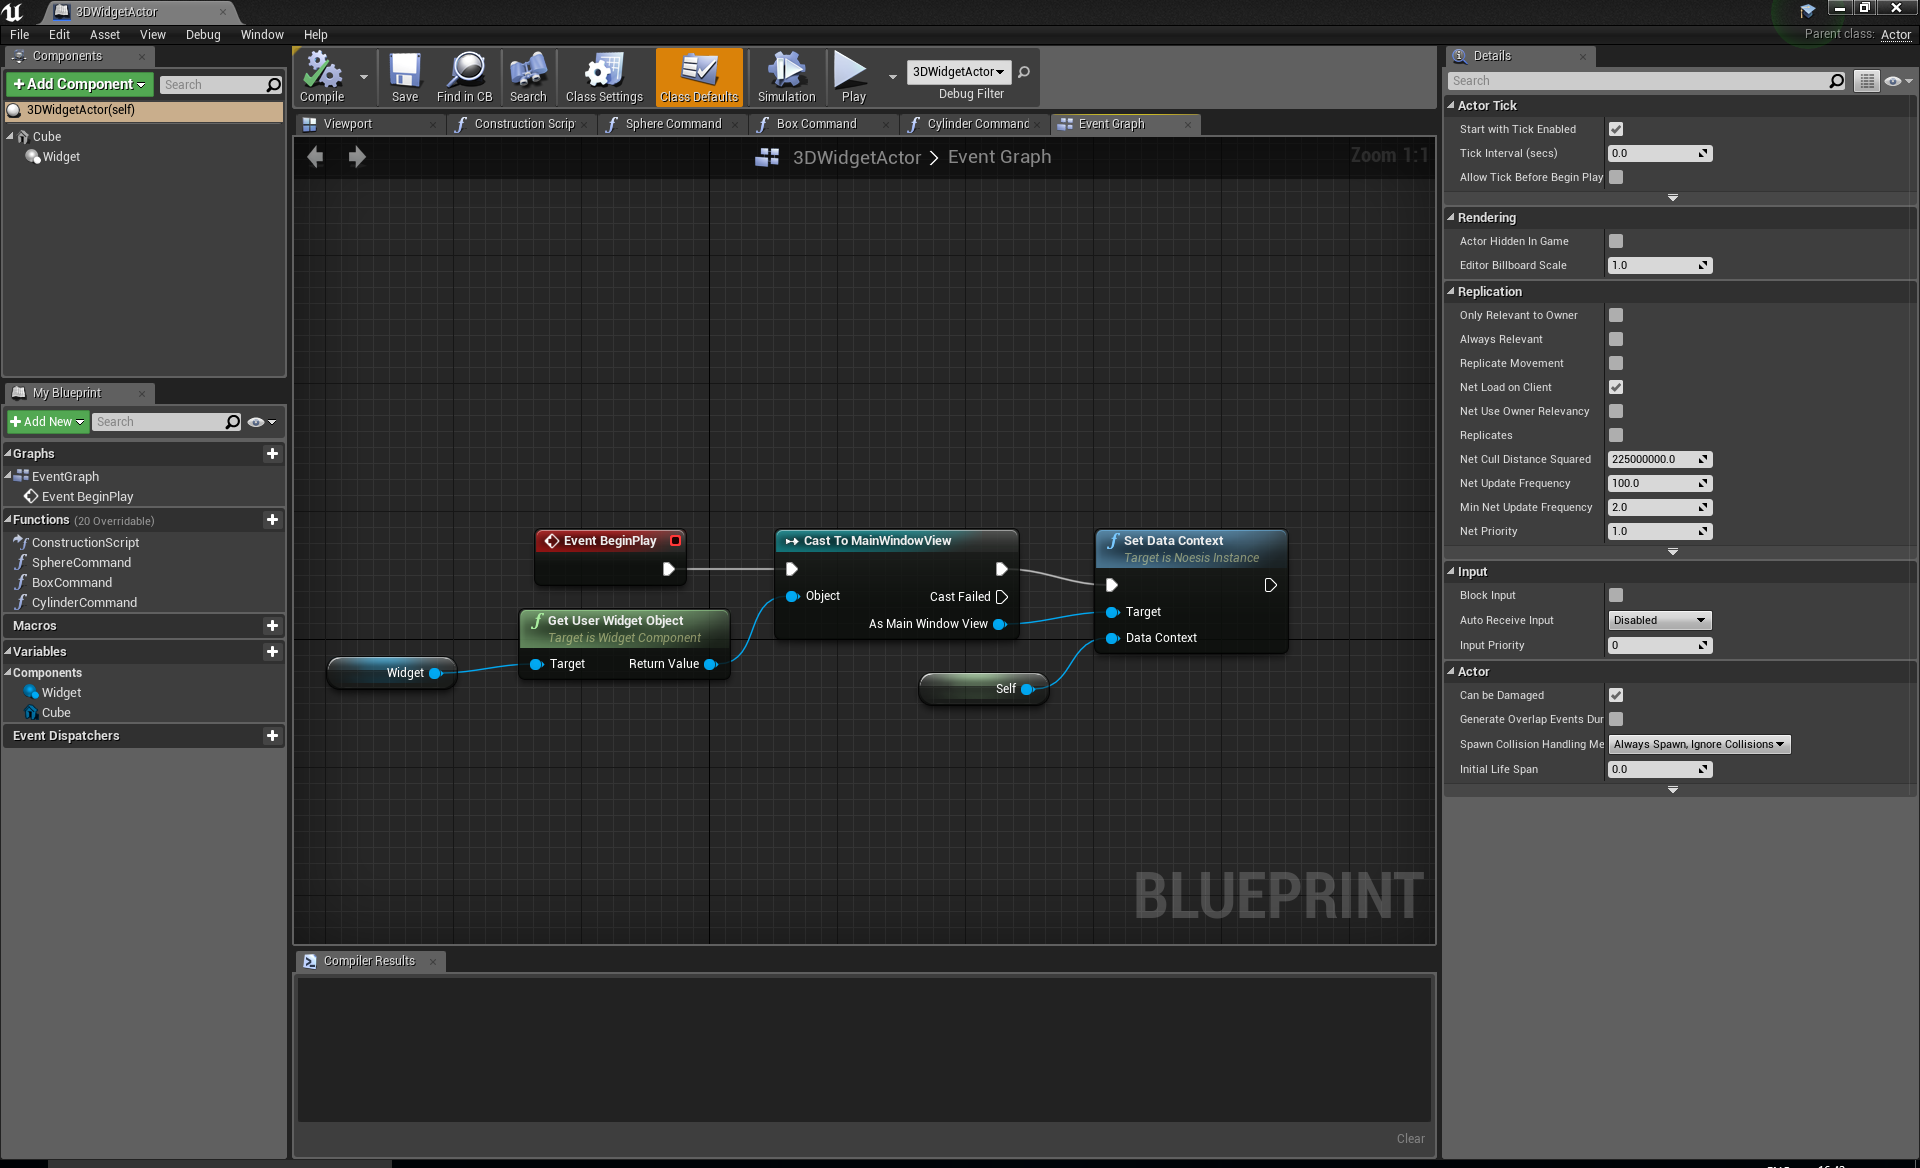 3DWidgetActor
File Edit Asset View Debug Window Help
Parent class: Actor
Components
+ Add Component
Search
3DWidgetActor(self)
Cube
Widget
My Blueprint
+ Add New
Search
Graphs
EventGraph
Event BeginPlay
Functions (20 Overridable)
ConstructionScript
SphereCommand
BoxCommand
CylinderCommand
Macros
Variables
Components
Widget
Cube
Event Dispatchers
Compile
Save
Find in CB
Search
Class Settings
Class Defaults
Simulation
Play
3DWidgetActor
Debug Filter
Viewport
Construction Scrip
Sphere Command
Box Command
Cylinder Command
Event Graph
3DWidgetActor > Event Graph
Zoom 1:1
Event BeginPlay
Get User Widget Object
Target is Widget Component
Target
Return Value
Widget
Cast To MainWindowView
Object
Cast Failed
As Main Window View
Self
Set Data Context
Target is Noesis Instance
Target
Data Context
BLUEPRINT
Compiler Results
Clear
Details
Search
Actor Tick
Start with Tick Enabled
Tick Interval (secs) 0.0
Allow Tick Before Begin Play
Rendering
Actor Hidden In Game
Editor Billboard Scale 1.0
Replication
Only Relevant to Owner
Always Relevant
Replicate Movement
Net Load on Client
Net Use Owner Relevancy
Replicates
Net Cull Distance Squared 225000000.0
Net Update Frequency 100.0
Min Net Update Frequency 2.0
Net Priority 1.0
Input
Block Input
Auto Receive Input Disabled
Input Priority 0
Actor
Can be Damaged
Generate Overlap Events Dur
Spawn Collision Handling Me Always Spawn, Ignore Collisions
Initial Life Span 0.0